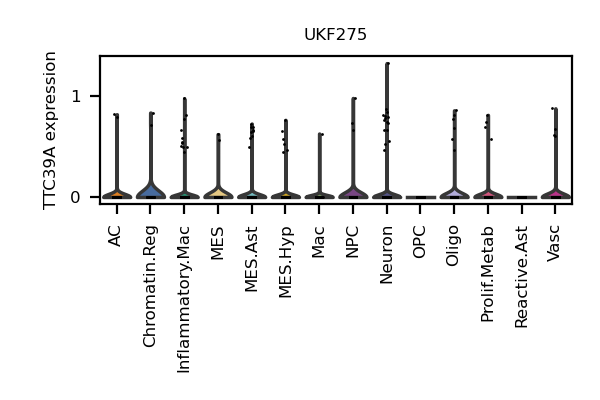 UKF275
TTC39A expression
1
0
AC
Chromatin.Reg
Inflammatory.Mac
MES
MES.Ast
MES.Hyp
Mac
NPC
Neuron
OPC
Oligo
Prolif.Metab
Reactive.Ast
Vasc